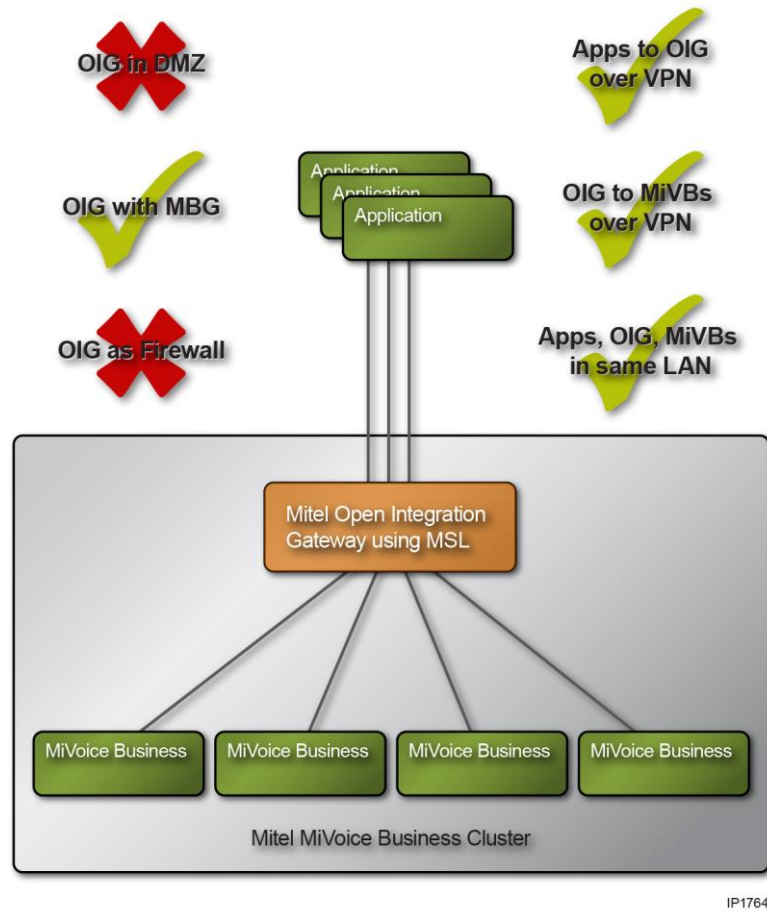 OIG in DMZ
Apps to OIG
over VPN
OIG with MBG
Application
Application
Application
OIG to MiVBs
over VPN
OIG as Firewall
Apps, OIG, MiVBs
in same LAN
Mitel Open Integration
Gateway using MSL
MiVoice Business
MiVoice Business
MiVoice Business
MiVoice Business
Mitel MiVoice Business Cluster
IP1764